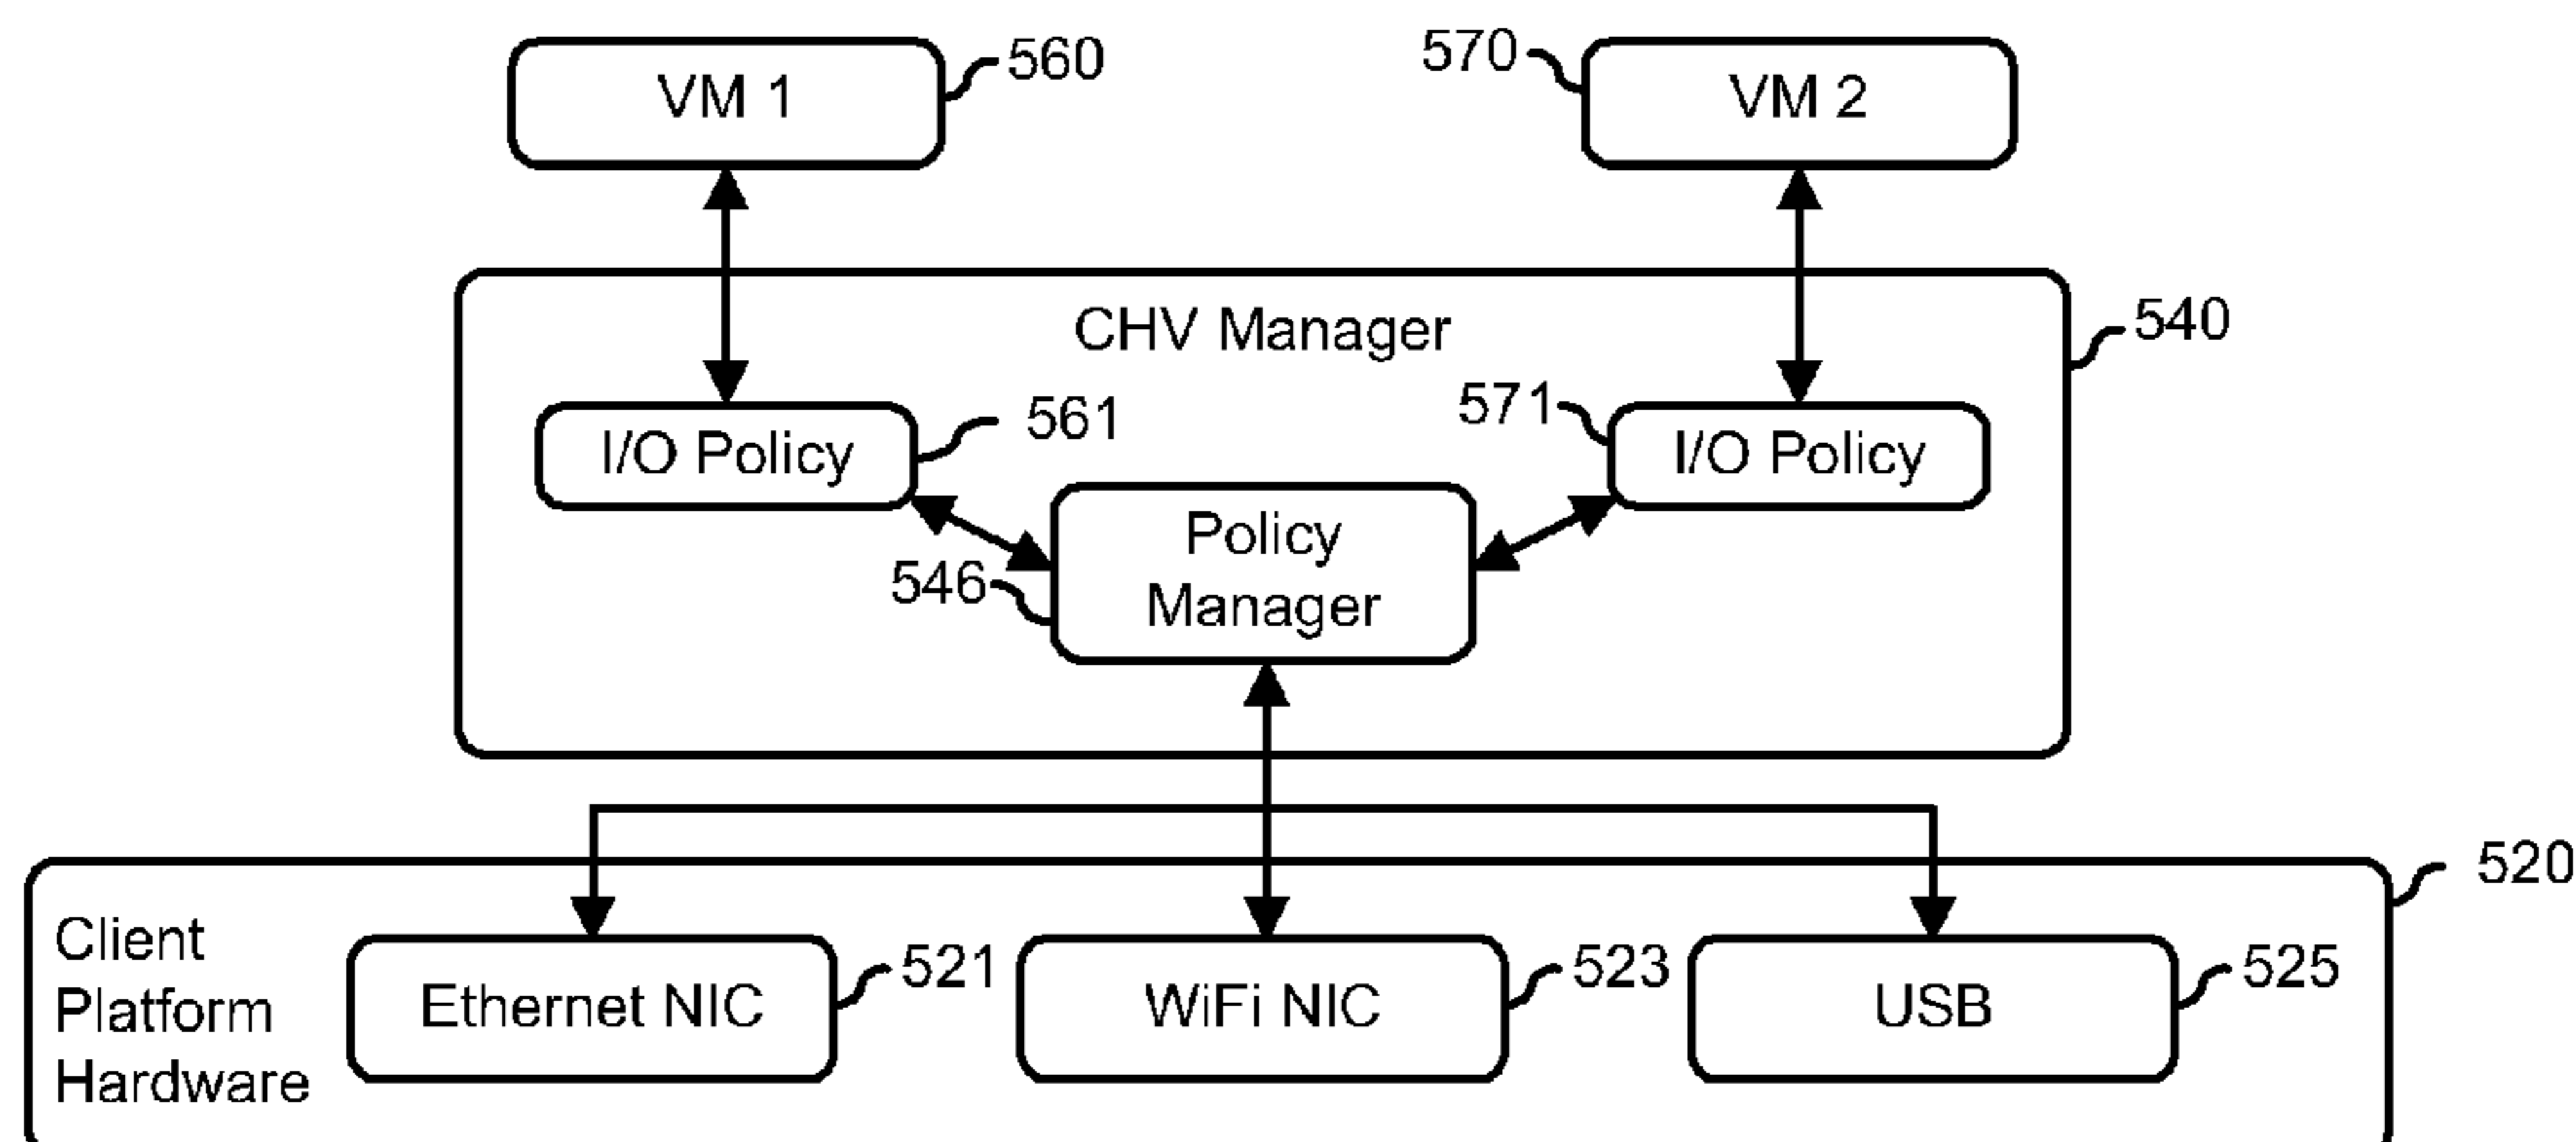 VM 1
560
570
VM 2
CHV Manager
540
I/O Policy
561
571
I/O Policy
546
Policy
Manager
520
Client
Platform
Hardware
Ethernet NIC
521
WiFi NIC
523
USB
525